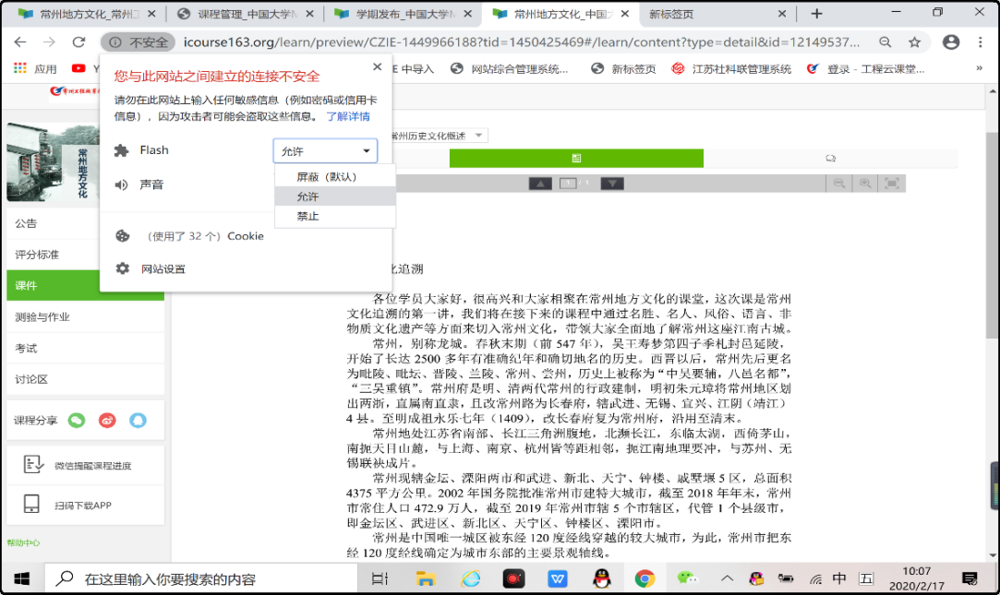 常州地方文化_常州工
课程管理_中国大学M
学期发布_中国大学M
常州地方文化_中国大
新标签页
不安全
icourse163.org/learn/preview/CZIE-1449966188?tid=1450425469#/learn/content?type=detail&id=12149537...
应用
Y
E 中导入
网站综合管理系统...
新标签页
江苏社科联管理系统
登录 - 工程云课堂...
»
您与此网站之间建立的连接不安全
请勿在此网站上输入任何敏感信息（例如密码或信用卡
信息），因为攻击者可能会盗取这些信息。 了解详情
Flash
允许
屏蔽（默认）
允许
禁止
声音
（使用了 32 个）Cookie
网站设置
常州地方文化
公告
评分标准
课件
测验与作业
考试
讨论区
课程分享
微信提醒课程进度
扫码下载APP
帮助中心
常州历史文化概述
1 / 1
化追溯
各位学员大家好，很高兴和大家相聚在常州地方文化的课堂，这次课是常州
文化追溯的第一讲，我们将在接下来的课程中通过名胜、名人、风俗、语言、非
物质文化遗产等方面来切入常州文化，带领大家全面地了解常州这座江南古城。
常州，别称龙城。春秋末期（前 547 年），吴王寿梦第四子季札封邑延陵，
开始了长达 2500 多年有准确纪年和确切地名的历史。西晋以后，常州先后更名
为毗陵、毗坛、晋陵、兰陵、常州、尝州，历史上被称为“中吴要辅，八邑名都”，
“三吴重镇”。常州府是明、清两代常州的行政建制，明初朱元璋将常州地区划
出两浙，直属南直隶，且改常州路为长春府，辖武进、无锡、宜兴、江阴（靖江）
4 县。至明成祖永乐七年（1409），改长春府复为常州府，沿用至清末。
常州地处江苏省南部、长江三角洲腹地，北濒长江，东临太湖，西倚茅山，
南扼天目山麓，与上海、南京、杭州皆等距相邻，扼江南地理要冲，与苏州、无
锡联袂成片。
常州现辖金坛、溧阳两市和武进、新北、天宁、钟楼、戚墅堰 5 区，总面积
4375 平方公里。2002 年国务院批准常州市建特大城市，截至 2018 年年末，常州
市常住人口 472.9 万人，截至 2019 年常州市辖 5 个市辖区，代管 1 个县级市，
即金坛区、武进区、新北区、天宁区、钟楼区、溧阳市。
常州是中国唯一城区被东经 120 度经线穿越的较大城市，为此，常州市把东
经 120 度经线确定为城市东部的主要景观轴线。
在这里输入你要搜索的内容
中
五
10:07
2020/2/17